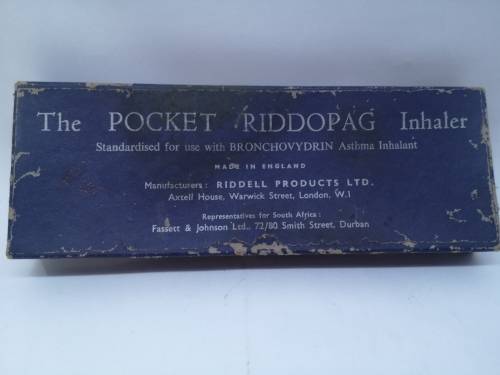 The POCKET RIDDOPAG Inhaler
Standardised for use with BRONCHOVYDRIN Asthma Inhalant
MADE IN ENGLAND
Manufacturers: RIDDELL PRODUCTS LTD.
Axtell House, Warwick Street, London, W.1
Representatives for South Africa:
Fassett & Johnson Ltd., 72/80 Smith Street, Durban